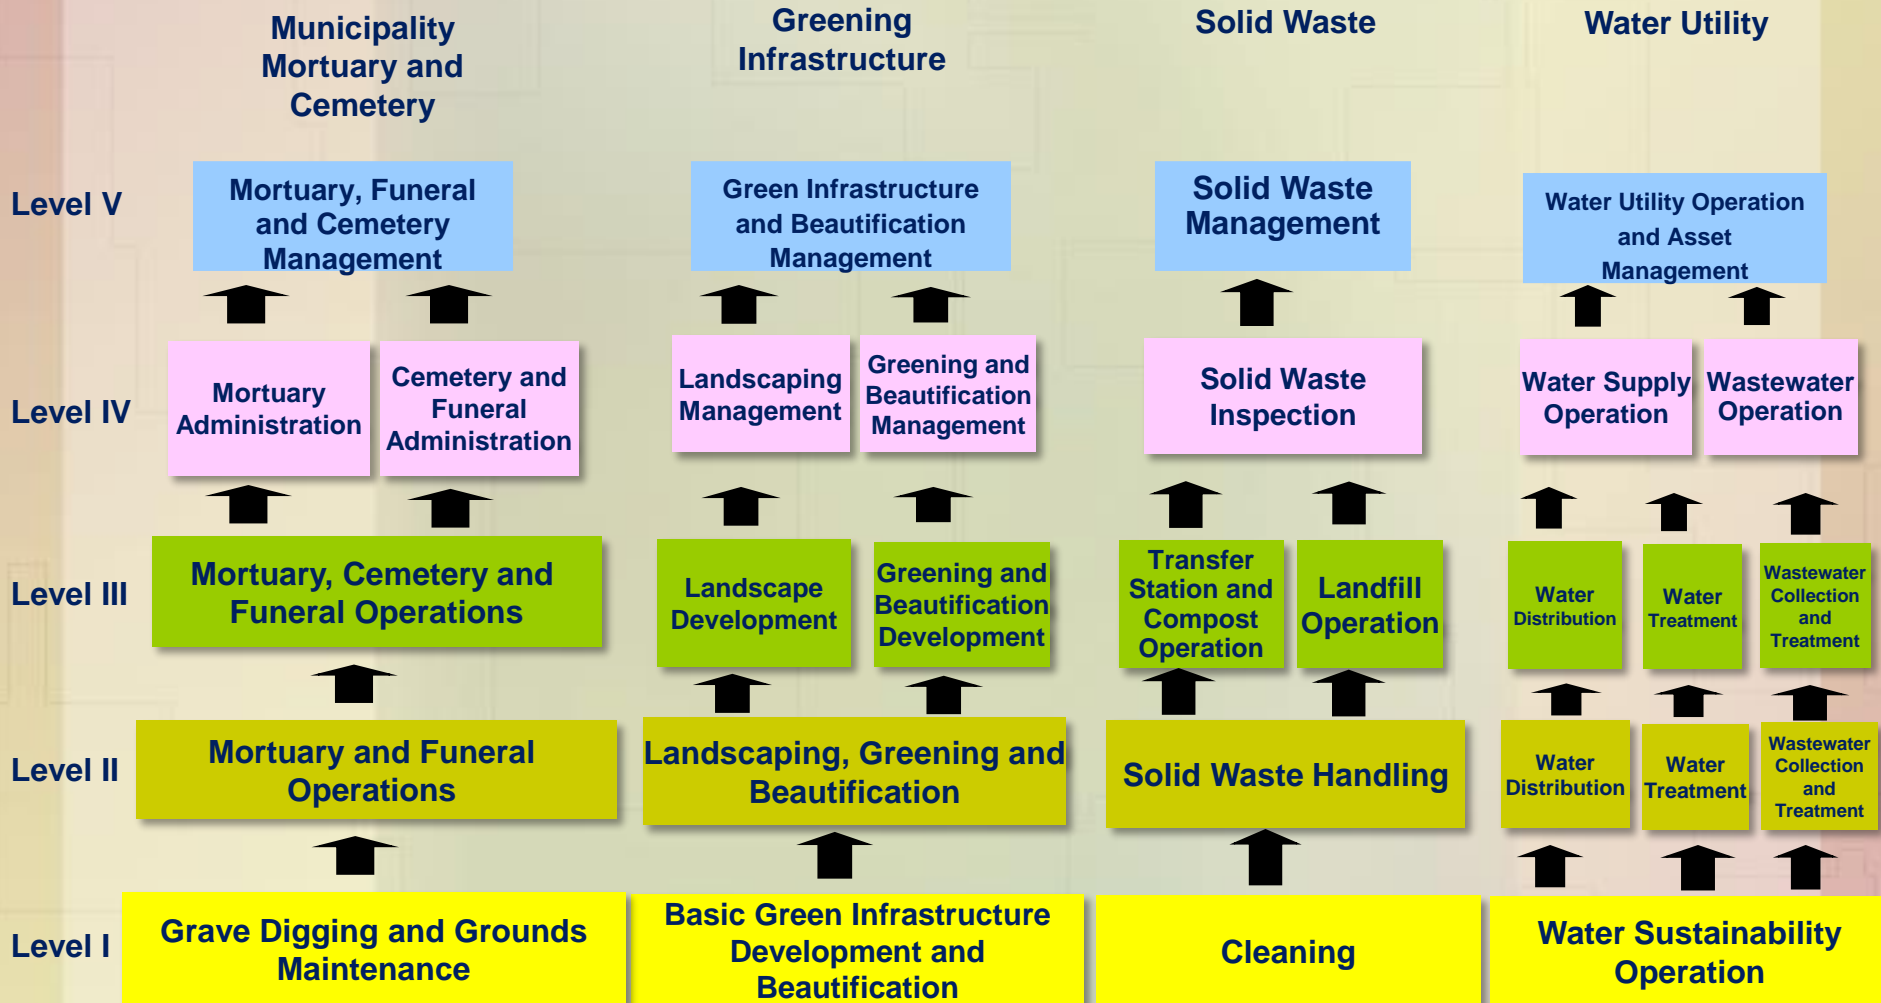 Municipality
Mortuary and
Cemetery
Greening
Infrastructure
Solid Waste
Water Utility
Level V
Mortuary, Funeral
and Cemetery
Management
Green Infrastructure
and Beautification
Management
Solid Waste
Management
Water Utility Operation
and Asset
Management
Level IV
Mortuary
Administration
Cemetery and
Funeral
Administration
Landscaping
Management
Greening and
Beautification
Management
Solid Waste
Inspection
Water Supply
Operation
Wastewater
Operation
Level III
Mortuary, Cemetery and
Funeral Operations
Landscape
Development
Greening and
Beautification
Development
Transfer
Station and
Compost
Operation
Landfill
Operation
Water
Distribution
Water
Treatment
Wastewater
Collection
and
Treatment
Level II
Mortuary and Funeral
Operations
Landscaping, Greening and
Beautification
Solid Waste Handling
Water
Distribution
Water
Treatment
Wastewater
Collection
and
Treatment
Level I
Grave Digging and Grounds
Maintenance
Basic Green Infrastructure
Development and
Beautification
Cleaning
Water Sustainability
Operation